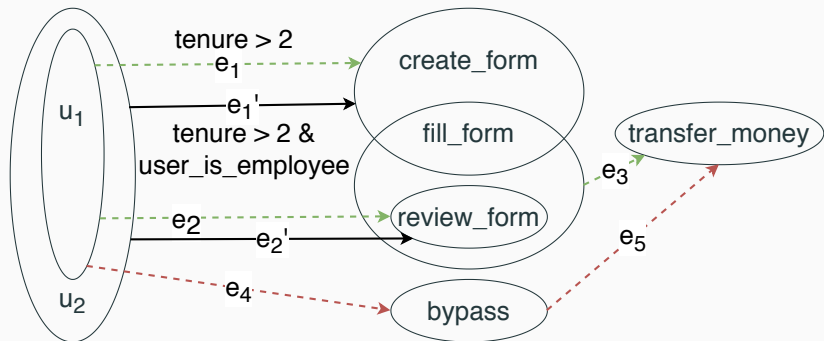 tenure > 2
e1
create_form
u1
e1'
tenure > 2 &
user_is_employee
fill_form
transfer_money
e3
e2
review_form
e2'
e5
e4
u2
bypass